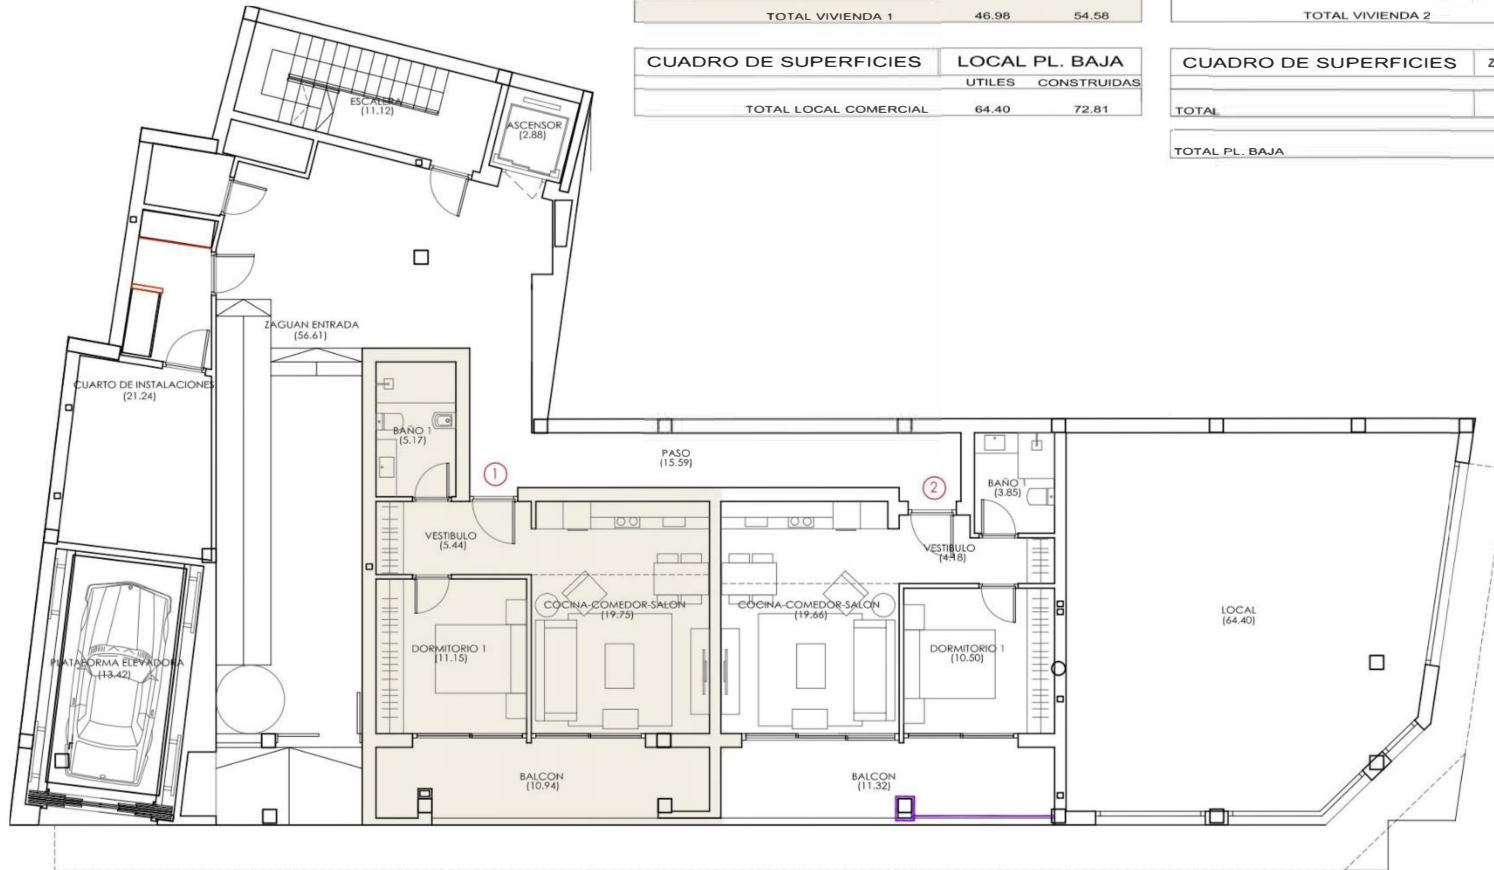 TOTAL VIVIENDA 1 46.98 54.58
TOTAL VIVIENDA 2
CUADRO DE SUPERFICIES LOCAL PL. BAJA
UTILES CONSTRUIDAS
TOTAL LOCAL COMERCIAL 64.40 72.81
CUADRO DE SUPERFICIES
TOTAL
TOTAL PL. BAJA
ESCALERA
(11.12)
ASCENSOR
(2.88)
ZAGUAN ENTRADA
(56.61)
CUARTO DE INSTALACIONES
(21.24)
BAÑO 1
(5.17)
PASO
(15.59)
1
2
BAÑO 1
(3.85)
VESTIBULO
(5.44)
VESTIBULO
(4.18)
COCINA-COMEDOR-SALON
(19.75)
COCINA-COMEDOR-SALON
(19.66)
LOCAL
(64.40)
DORMITORIO 1
(11.15)
DORMITORIO 1
(10.50)
PLATAFORMA ELEVADORA
(13.42)
BALCON
(10.94)
BALCON
(11.32)